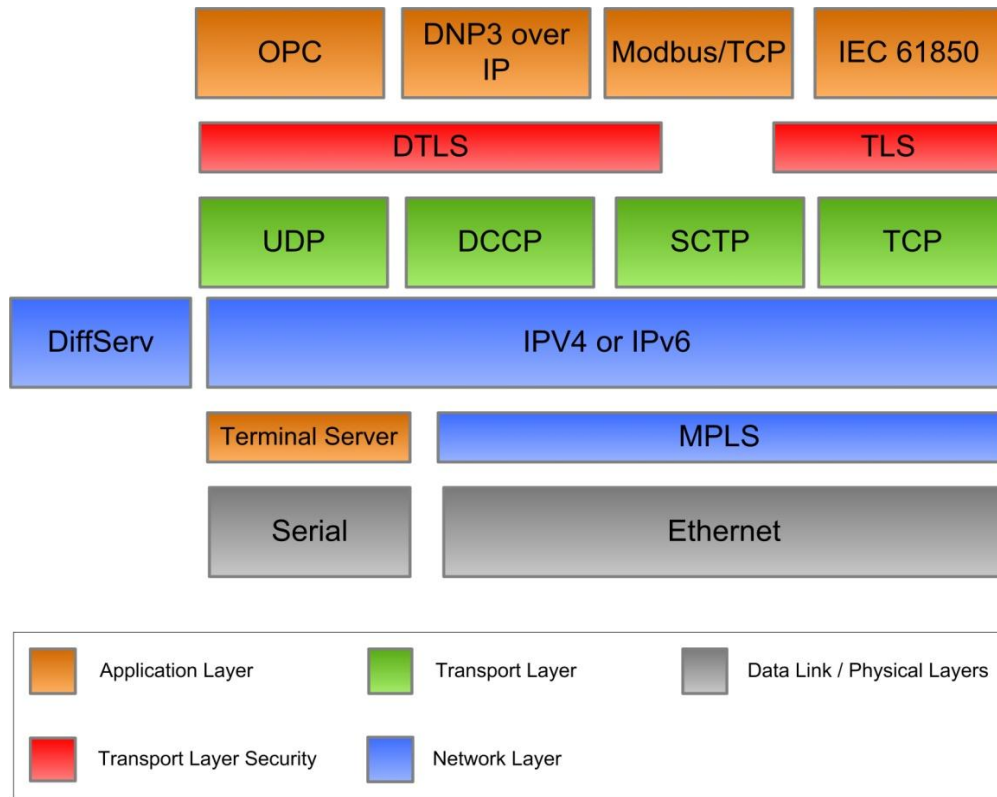 OPC
DNP3 over
IP
Modbus/TCP
IEC 61850
DTLS
TLS
UDP
DCCP
SCTP
TCP
DiffServ
IPV4 or IPv6
Terminal Server
MPLS
Serial
Ethernet
Application Layer
Transport Layer
Data Link / Physical Layers
Transport Layer Security
Network Layer